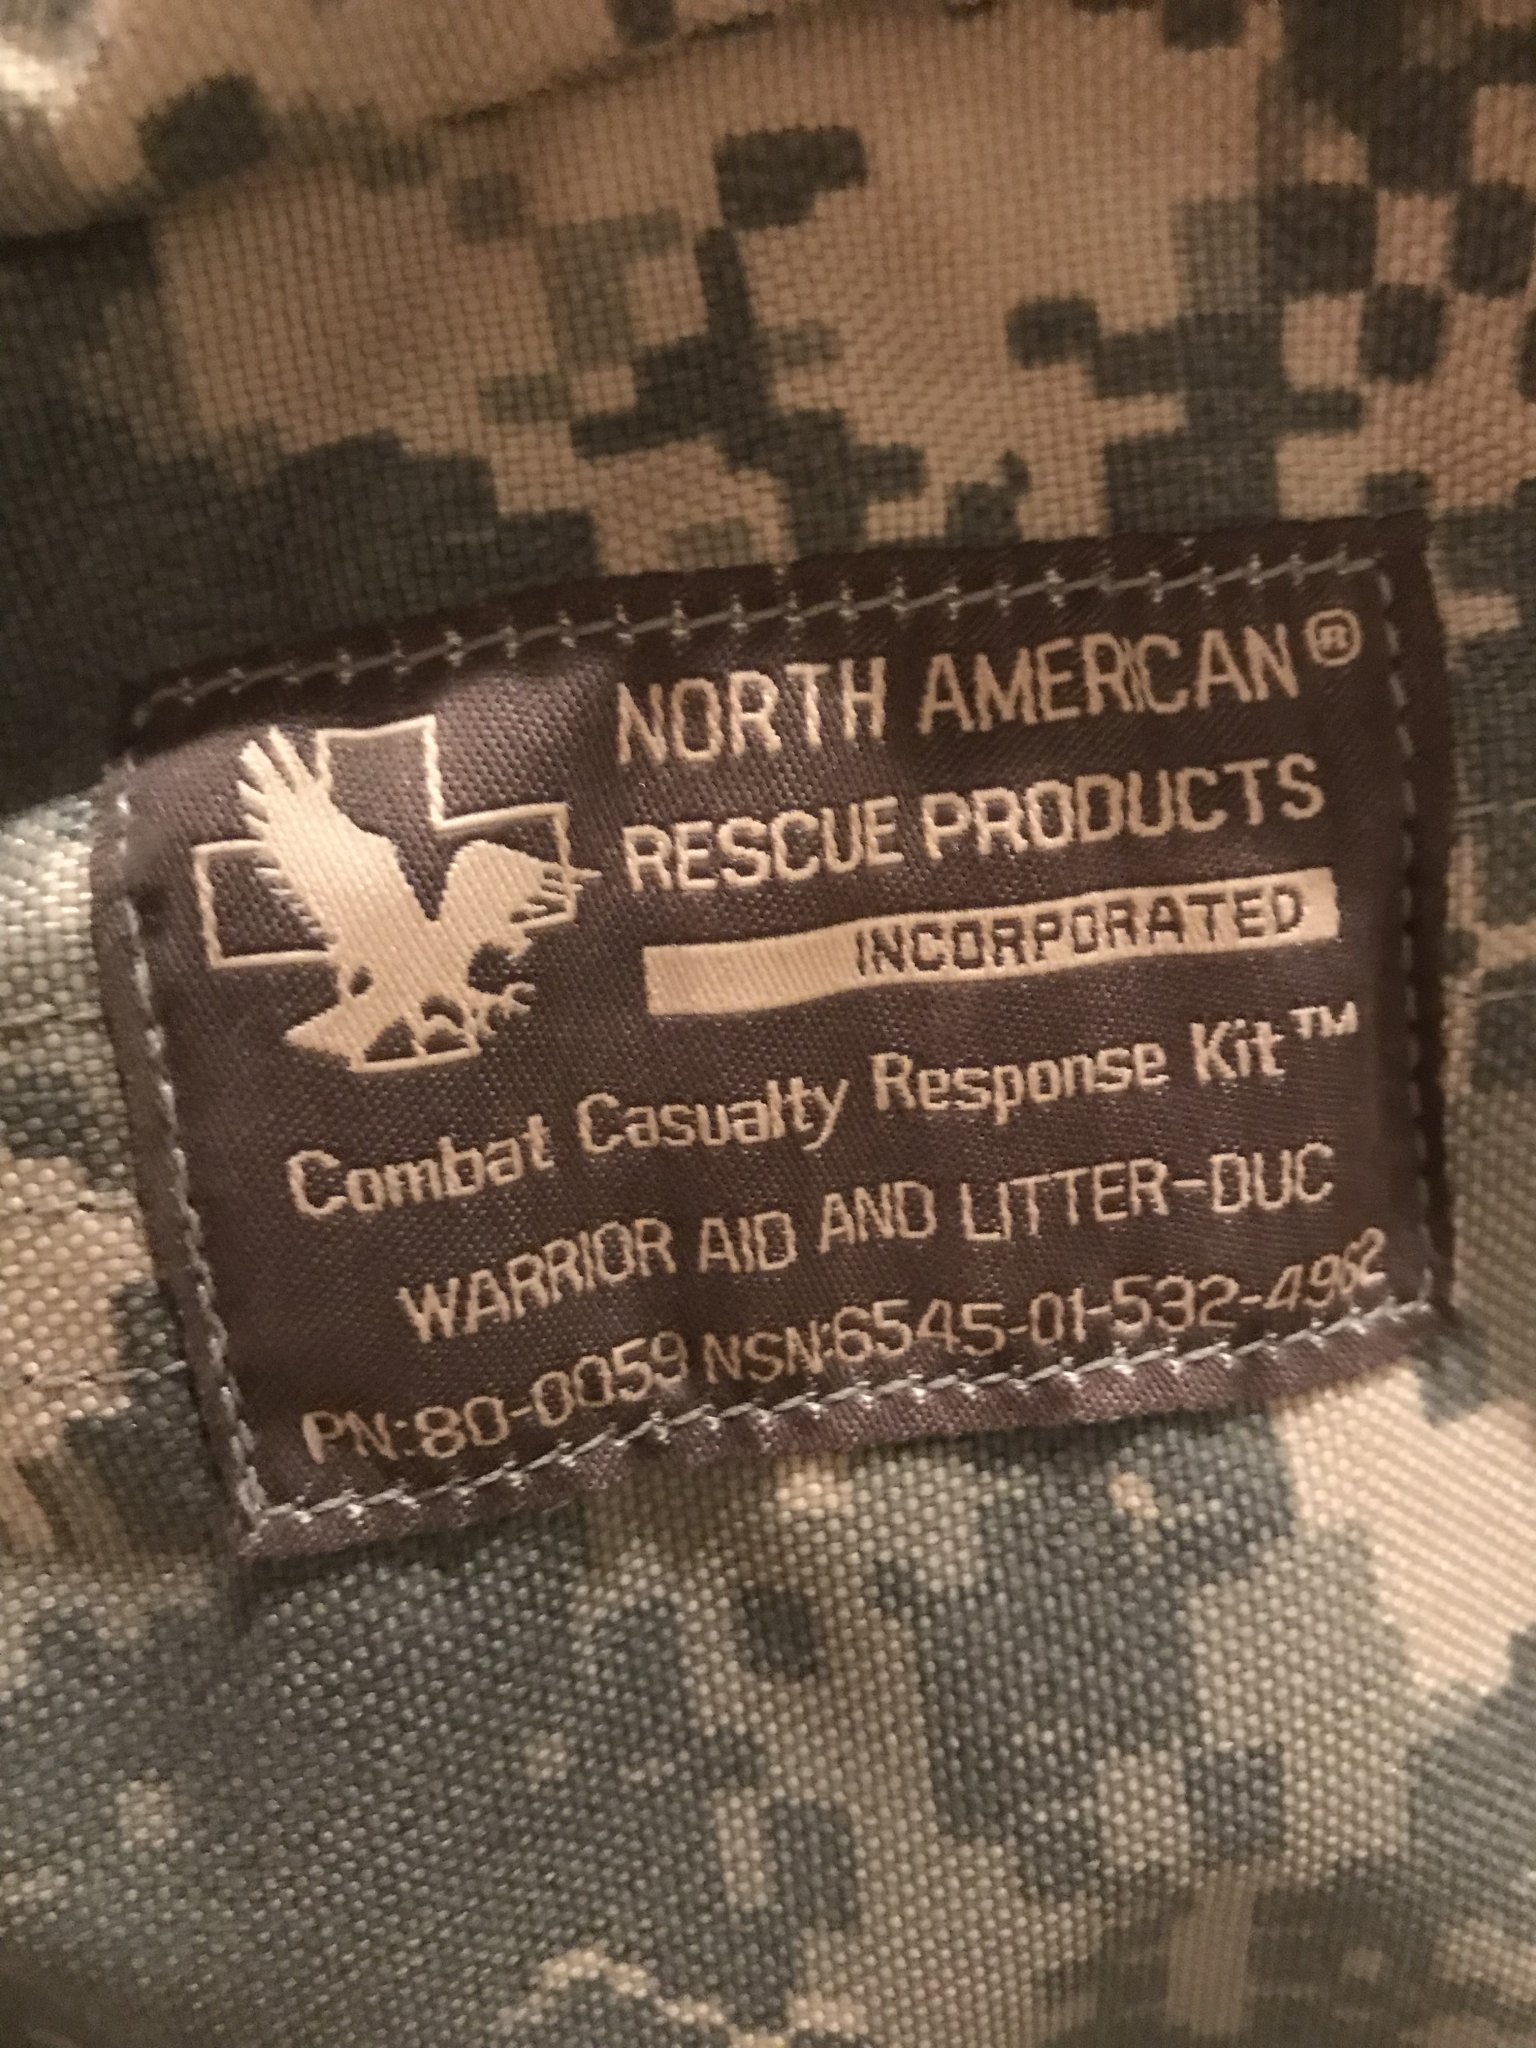 NORTH AMERICAN®
RESCUE PRODUCTS
INCORPORATED
Combat Casualty Response Kit™
WARRIOR AID AND LITTER-DUC
PN:80-0059 NSN:6545-01-532-4962